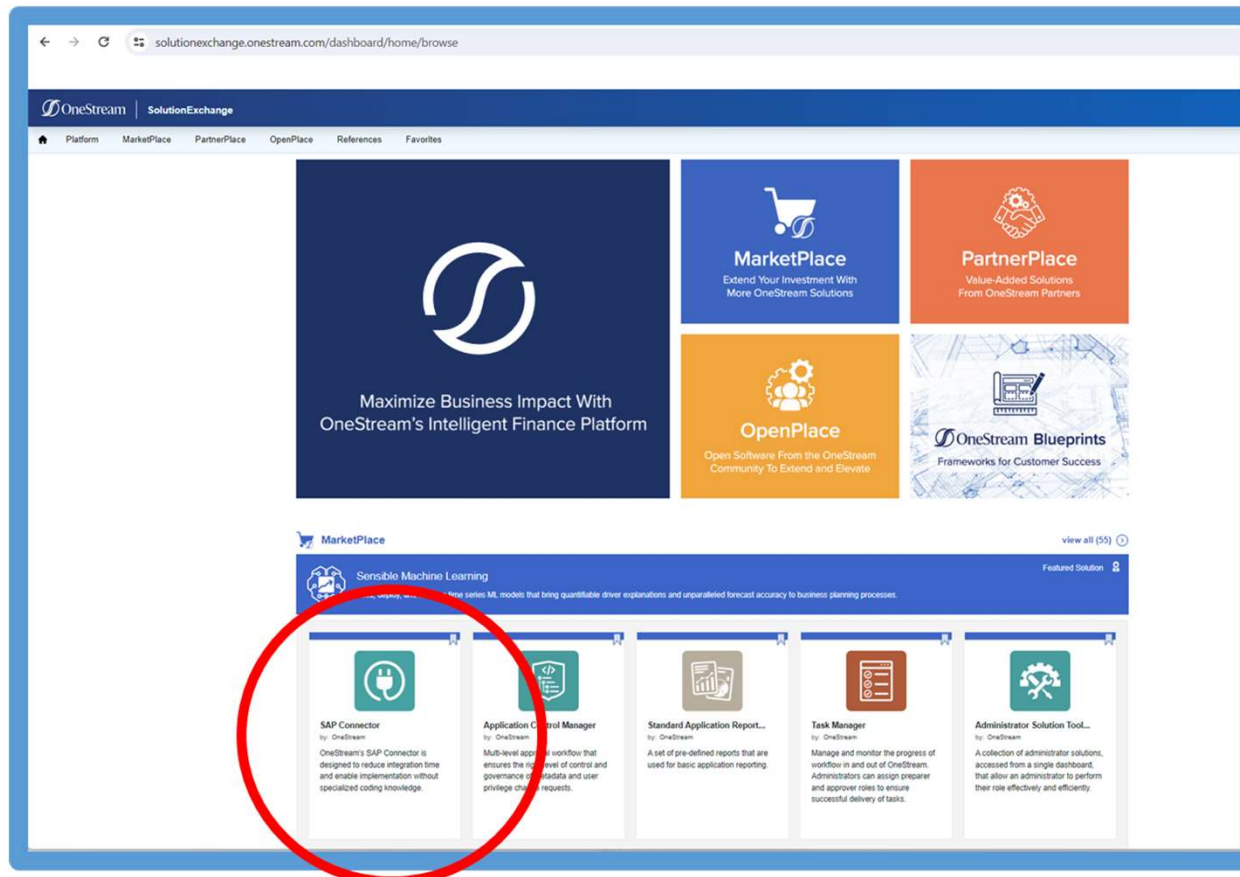 solutionexchange.onestream.com/dashboard/home/browse
OneStream | SolutionExchange
Platform MarketPlace PartnerPlace OpenPlace References Favorites
Maximize Business Impact With
OneStream's Intelligent Finance Platform
MarketPlace
Extend Your Investment With
More OneStream Solutions
PartnerPlace
Value-Added Solutions
From OneStream Partners
OpenPlace
Open Software From the OneStream
Community To Extend and Elevate
OneStream Blueprints
Frameworks for Customer Success
MarketPlace
view all (55)
Sensible Machine Learning
Featured Solution
deploy, time series ML models that bring quantifiable driver explanations and unparalleled forecast accuracy to business planning processes.
SAP Connector
by: OneStream
OneStream's SAP Connector is
designed to reduce integration time
and enable implementation without
specialized coding knowledge.
Application Control Manager
by: OneStream
Multi-level approval workflow that
ensures the right level of control and
governance of metadata and user
privilege change requests.
Standard Application Report...
by: OneStream
A set of pre-defined reports that are
used for basic application reporting.
Task Manager
by: OneStream
Manage and monitor the progress of
workflow in and out of OneStream.
Administrators can assign preparer
and approver roles to ensure
successful delivery of tasks.
Administrator Solution Tool...
by: OneStream
A collection of administrator solutions,
accessed from a single dashboard,
that allow an administrator to perform
their role effectively and efficiently.